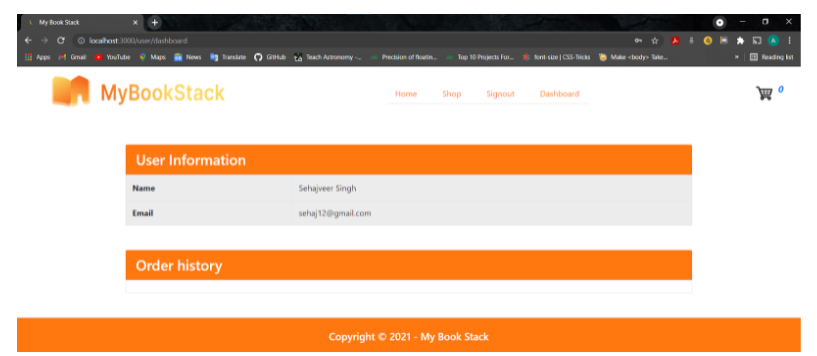 My Book Stack
localhost:3000/user/dashboard
Apps Gmail YouTube Maps News Translate GitHub Teach Astronomy -... Precision of floatin... Top 10 Projects For... font-size | CSS-Tricks Make <body> Take... » Reading list
MyBookStack Home Shop Signout Dashboard 0
User Information
Name Sehajveer Singh
Email sehaj12@gmail.com
Order history
Copyright © 2021 - My Book Stack